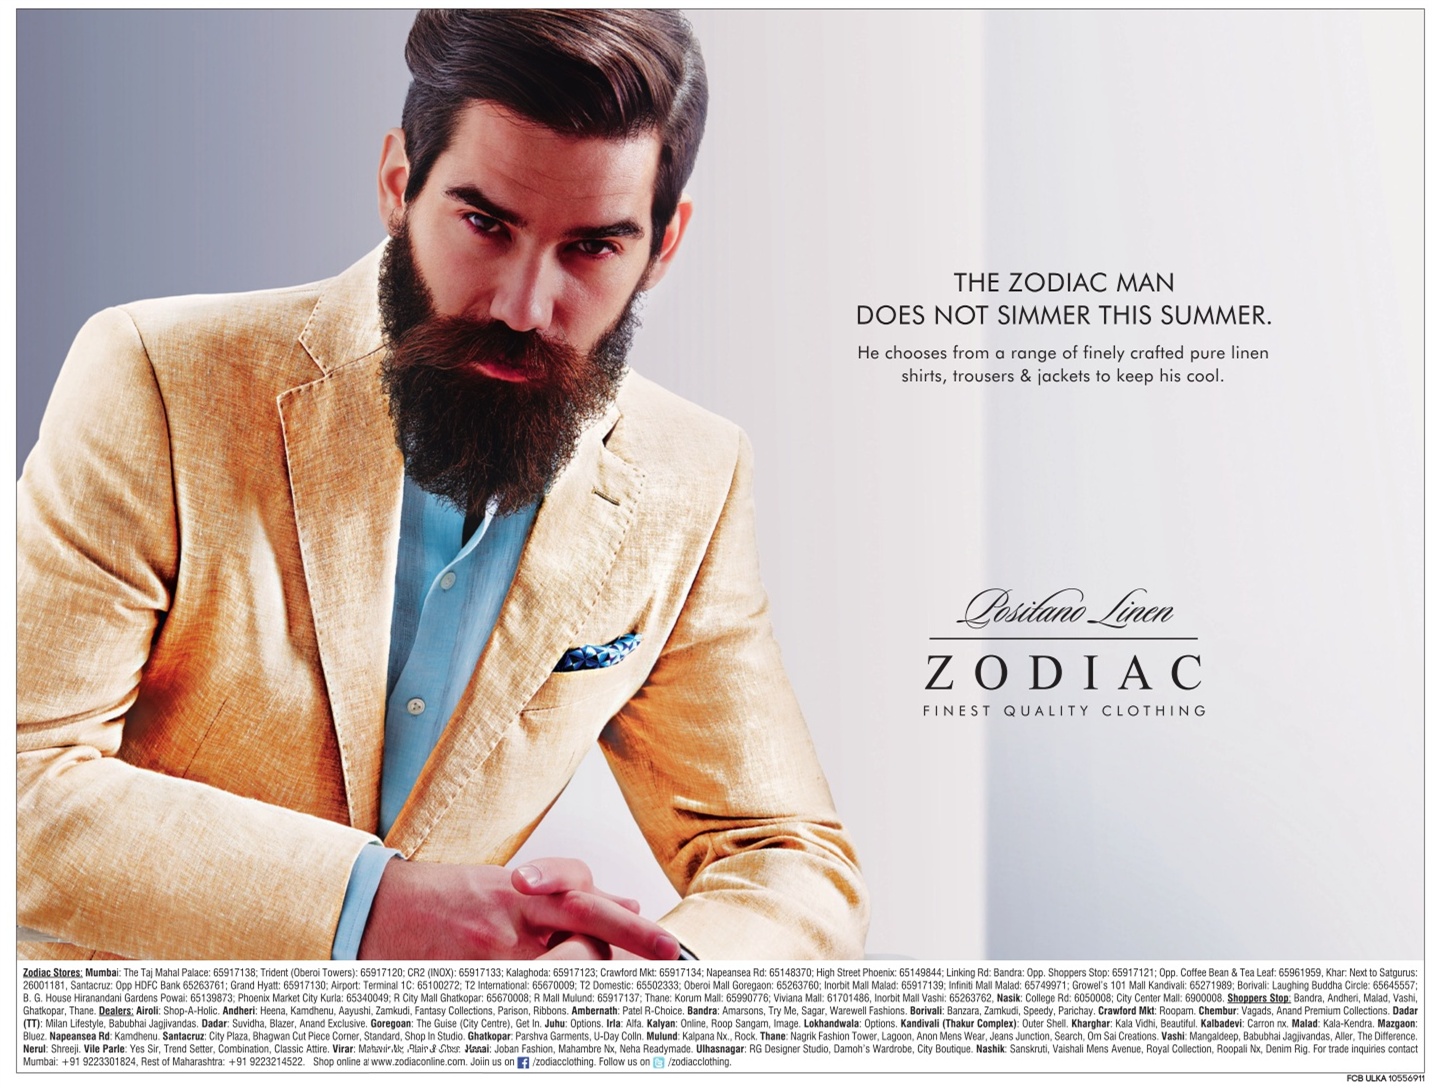 THE ZODIAC MAN
DOES NOT SIMMER THIS SUMMER.
He chooses from a range of finely crafted pure linen
shirts, trousers & jackets to keep his cool.
Positano Linen
ZODIAC
FINEST QUALITY CLOTHING
Zodiac Stores: Mumbai: The Taj Mahal Palace: 65917138; Trident (Oberoi Towers): 65917120; CR2 (INOX): 65917133; Kalaghoda: 65917123; Crawford Mkt: 65917134; Napeansea Rd: 65148370; High Street Phoenix: 65149844; Linking Rd: Bandra: Opp. Shoppers Stop: 65917121; Opp. Coffee Bean & Tea Leaf: 65961959, Khar: Next to Satgurus:
26001181, Santacruz: Opp HDFC Bank 65263761; Grand Hyatt: 65917130; Airport: Terminal 1C: 65100272; T2 International: 65670009; T2 Domestic: 65502333; Oberoi Mall Goregaon: 65263760; Inorbit Mall Malad: 65917139; Infiniti Mall Malad: 65749971; Growel's 101 Mall Kandivali: 65271989; Borivali: Laughing Buddha Circle: 65645557;
B. G. House Hiranandani Gardens Powai: 65139873; Phoenix Market City Kurla: 65340049; R City Mall Ghatkopar: 65670008; R Mall Mulund: 65917137; Thane: Korum Mall: 65990776; Viviana Mall: 61701486, Inorbit Mall Vashi: 65263762, Nasik: College Rd: 6050008; City Center Mall: 6900008. Shoppers Stop: Bandra, Andheri, Malad, Vashi,
Ghatkopar, Thane. Dealers: Airoli: Shop-A-Holic. Andheri: Heena, Kamdhenu, Aayushi, Zamkudi, Fantasy Collections, Parison, Ribbons. Ambernath: Patel R-Choice. Bandra: Amarsons, Try Me, Sagar, Warewell Fashions. Borivali: Banzara, Zamkudi, Speedy, Parichay. Crawford Mkt: Roopam. Chembur: Vagads, Anand Premium Collections. Dadar
(TT): Milan Lifestyle, Babubhai Jagjivandas. Dadar: Suvidha, Blazer, Anand Exclusive. Goregoan: The Guise (City Centre), Get In. Juhu: Options. Irla: Alfa. Kalyan: Online, Roop Sangam, Image. Lokhandwala: Options. Kandivali (Thakur Complex): Outer Shell. Kharghar: Kala Vidhi, Beautiful. Kalbadevi: Carron nx. Malad: Kala-Kendra. Mazgaon:
Bluez. Napeansea Rd: Kamdhenu. Santacruz: City Plaza, Bhagwan Cut Piece Corner, Standard, Shop In Studio. Ghatkopar: Parshva Garments, U-Day Colln. Mulund: Kalpana Nx., Rock. Thane: Nagrik Fashion Tower, Lagoon, Anon Mens Wear, Jeans Junction, Search, Om Sai Creations. Vashi: Mangaldeep, Babubhai Jagjivandas, Aller, The Difference.
Nerul: Shreeji. Vile Parle: Yes Sir, Trend Setter, Combination, Classic Attire. Virar: Joban Fashion, Mahambre Nx, Neha Readymade. Ulhasnagar: RG Designer Studio, Damoh's Wardrobe, City Boutique. Nashik: Sanskruti, Vaishali Mens Avenue, Royal Collection, Roopali Nx, Denim Rig. For trade inquiries contact
Mumbai: +91 9223301824, Rest of Maharashtra: +91 9223214522. Shop online at www.zodiaconline.com. Joiin us on f /zodiacclothing. Follow us on /zodiacclothing.
FCB ULKA 10556911